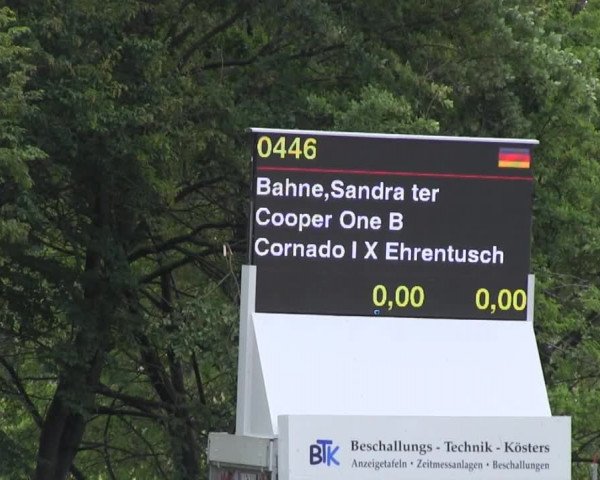 0446
Bahne,Sandra ter
Cooper One B
Cornado I X Ehrentusch
0,00 0,00
BTK Beschallungs - Technik - Kösters
Anzeigetafeln • Zeitmessanlagen • Beschallungen